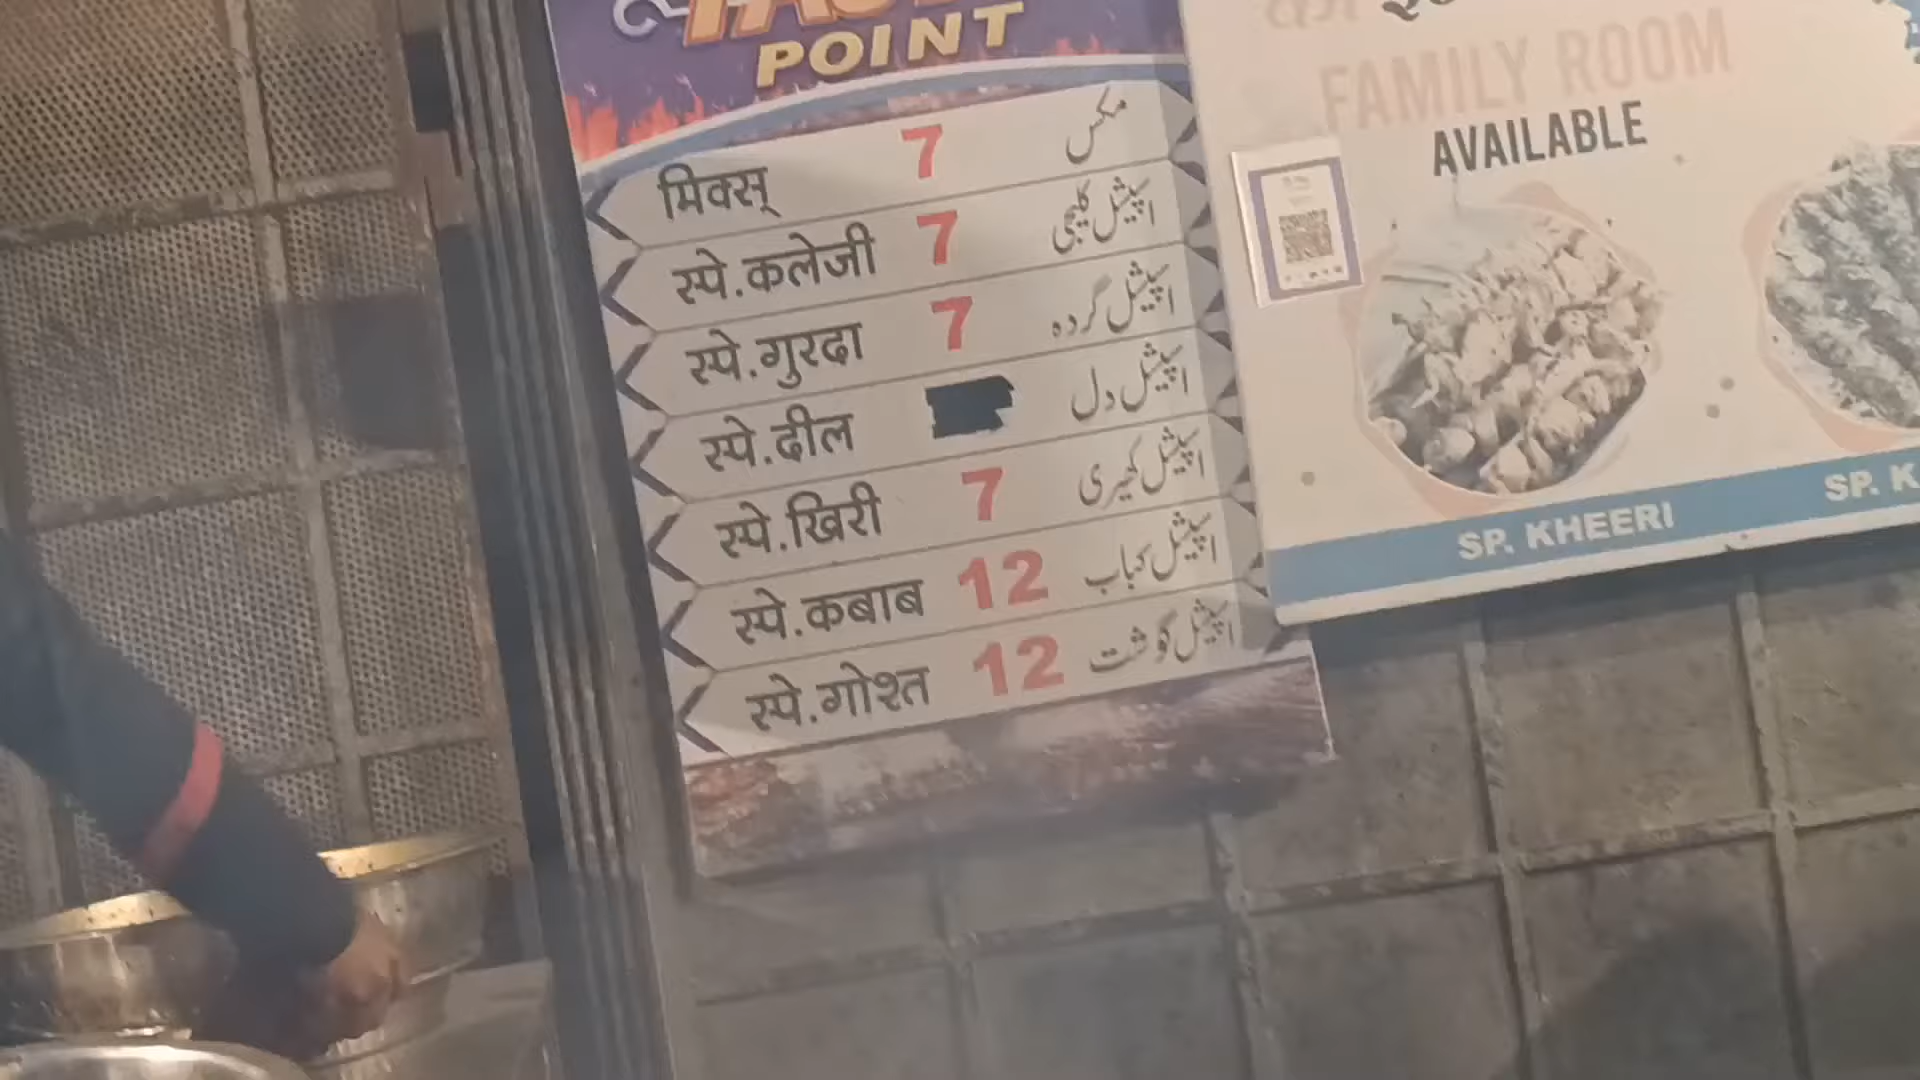 POINT
मिक्स् 7 مکس
स्पे.कलेजी 7 اسپیشل کلیجی
स्पे.गुरदा 7 اسپیشل گردہ
स्पे.दील اسپیشل دل
स्पे.खिरी 7 اسپیشل کھیری
स्पे.कबाब 12 اسپیشل کباب
स्पे.गोश्त 12 اسپیشل گوشت
FAMILY ROOM
AVAILABLE
SP. KHEERI
SP. K